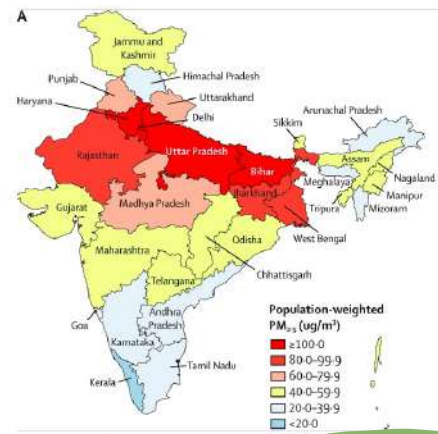 A
Jammu and
Kashmir
Himachal Pradesh
Punjab
Uttarakhand
Haryana
Delhi
Arunachal Pradesh
Sikkim
Uttar Pradesh
Rajasthan
Assam
Bihar
Meghalaya
Nagaland
Jharkhand
Manipur
Tripura
Mizoram
Gujarat
Madhya Pradesh
West Bengal
Odisha
Maharashtra
Chhattisgarh
Telangana
Goa
Andhra
Pradesh
Karnataka
Tamil Nadu
Kerala
Population-weighted
PM2·5 (ug/m³)
≥100·0
80·0–99·9
60·0–79·9
40·0–59·9
20·0–39·9
<20·0